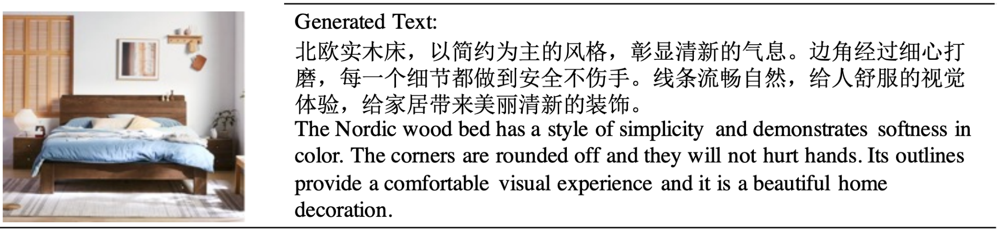 Generated Text:
北欧实木床，以简约为主的风格，彰显清新的气息。边角经过细心打
磨，每一个细节都做到安全不伤手。线条流畅自然，给人舒服的视觉
体验，给家居带来美丽清新的装饰。
The Nordic wood bed has a style of simplicity and demonstrates softness in
color. The corners are rounded off and they will not hurt hands. Its outlines
provide a comfortable visual experience and it is a beautiful home
decoration.